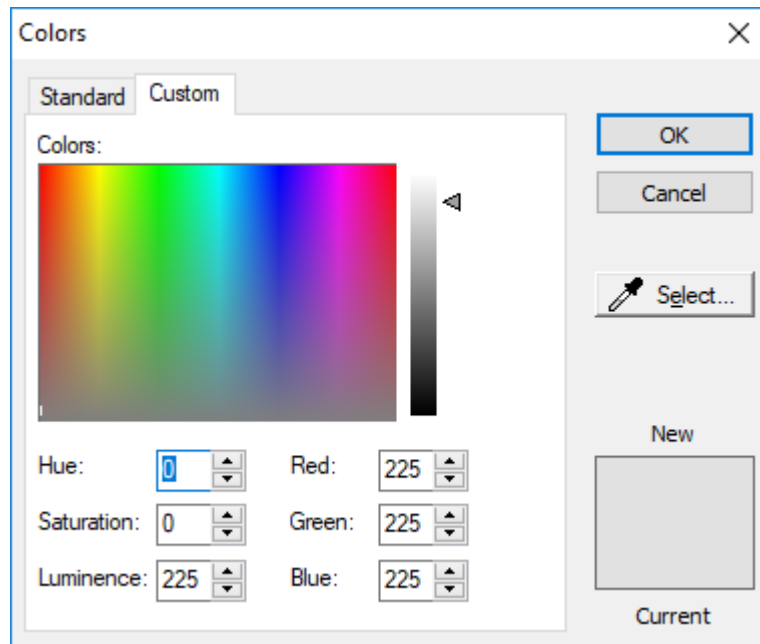 Colors
Standard Custom
Colors:
OK
Cancel
Select...
Hue: 0 Red: 225
Saturation: 0 Green: 225
Luminence: 225 Blue: 225
New
Current